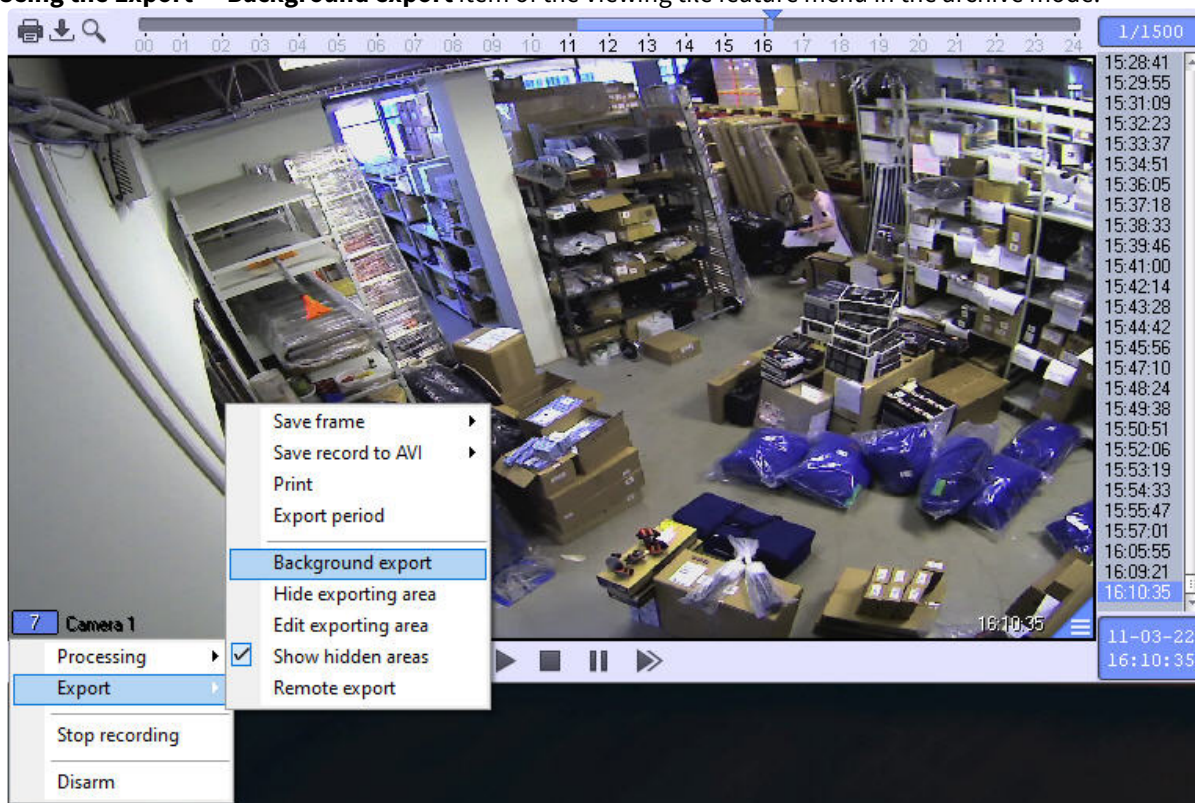 using the Export -- Background export item of the viewing tile feature menu in the archive mode.
1/1500
00 01 02 03 04 05 06 07 08 09 10 11 12 13 14 15 16 17 18 19 20 21 22 23 24
15:28:41
15:29:55
15:31:09
15:32:23
15:33:37
15:34:51
15:36:05
15:37:18
15:38:33
15:39:46
15:41:00
15:42:14
15:43:28
15:44:42
15:45:56
15:47:10
15:48:24
15:49:38
15:50:51
15:52:06
15:53:19
15:54:33
15:55:47
15:57:01
16:05:55
16:09:21
16:10:35
Save frame
Save record to AVI
Print
Export period
Background export
Hide exporting area
Edit exporting area
Show hidden areas
Remote export
7 Camera 1
16:10:35
11-03-22
16:10:35
Processing
Export
Stop recording
Disarm